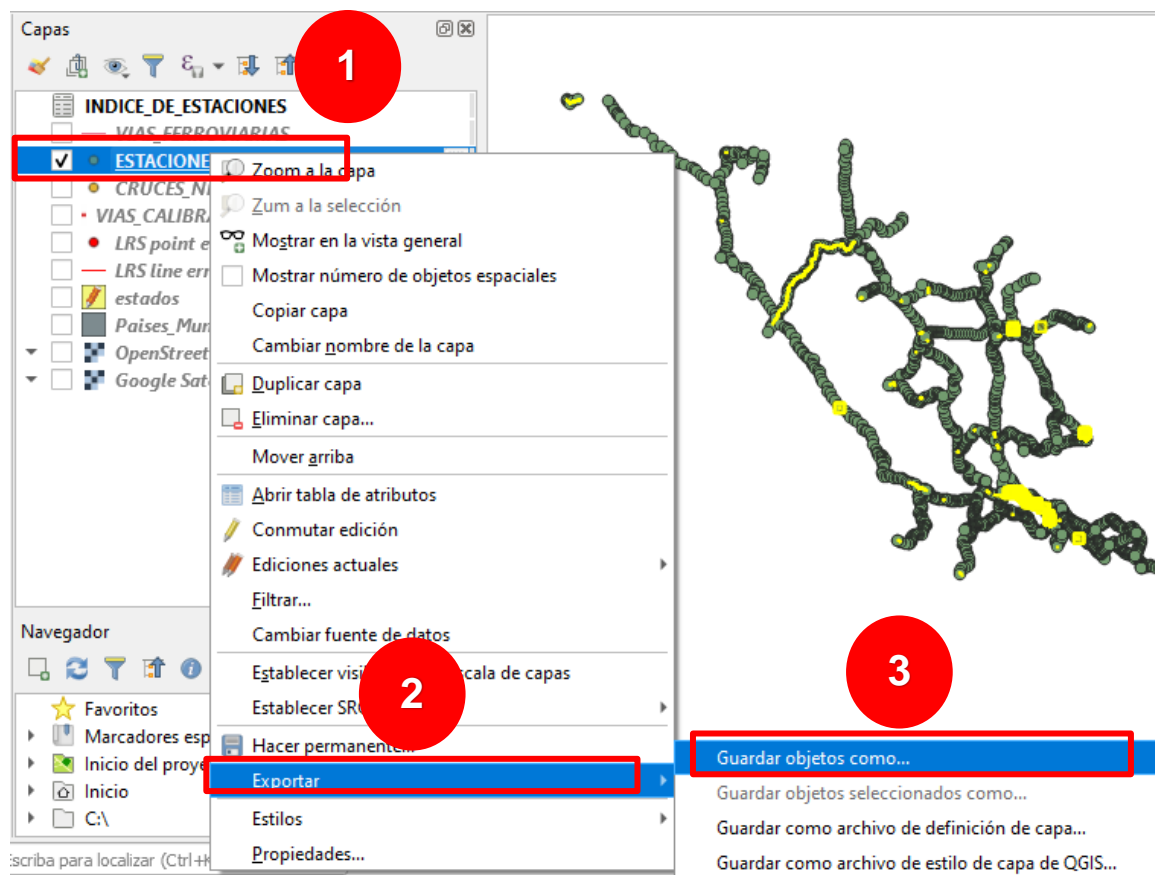 Capas
1
INDICE_DE_ESTACIONES
VIAS_FERROVIARIAS
ESTACIONE
Zoom a la capa
CRUCES_NI
Zum a la selección
VIAS_CALIBRA
Mostrar en la vista general
LRS point e
Mostrar número de objetos espaciales
LRS line err
Copiar capa
estados
Cambiar nombre de la capa
Paises_Mun
OpenStreet
Duplicar capa
Google Sat
Eliminar capa...
Mover arriba
Abrir tabla de atributos
Conmutar edición
Ediciones actuales
Filtrar...
Navegador
Cambiar fuente de datos
Establecer visi cala de capas
2
3
Favoritos
Establecer SR
Marcadores esp
Hacer permanente...
Inicio del proye
Guardar objetos como...
Exportar
Inicio
Guardar objetos seleccionados como...
C:\
Estilos
Guardar como archivo de definición de capa...
Escriba para localizar (Ctrl+K
Propiedades...
Guardar como archivo de estilo de capa de QGIS...